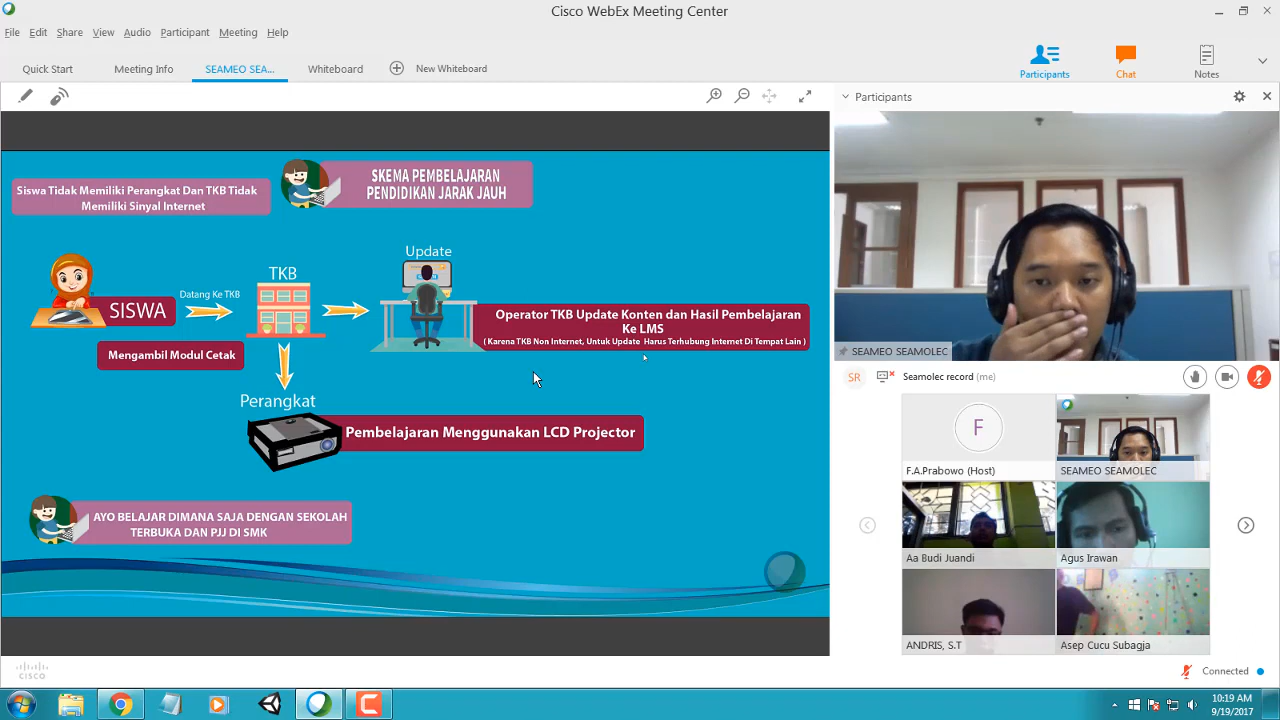 Cisco WebEx Meeting Center
File Edit Share View Audio Participant Meeting Help
Quick Start Meeting Info SEAMEO SEA... Whiteboard New Whiteboard
Participants Chat Notes
Participants
Siswa Tidak Memiliki Perangkat Dan TKB Tidak
Memiliki Sinyal Internet
SKEMA PEMBELAJARAN
PENDIDIKAN JARAK JAUH
SISWA
Datang Ke TKB
Mengambil Modul Cetak
TKB
Update
Operator TKB Update Konten dan Hasil Pembelajaran
Ke LMS
( Karena TKB Non Internet, Untuk Update Harus Terhubung Internet Di Tempat Lain )
Perangkat
Pembelajaran Menggunakan LCD Projector
AYO BELAJAR DIMANA SAJA DENGAN SEKOLAH
TERBUKA DAN PJJ DI SMK
CISCO
SEAMEO SEAMOLEC
SR Seamolec record (me)
F
F.A.Prabowo (Host)
SEAMEO SEAMOLEC
Aa Budi Juandi
Agus Irawan
ANDRIS, S.T
Asep Cucu Subagja
Connected
10:19 AM
9/19/2017